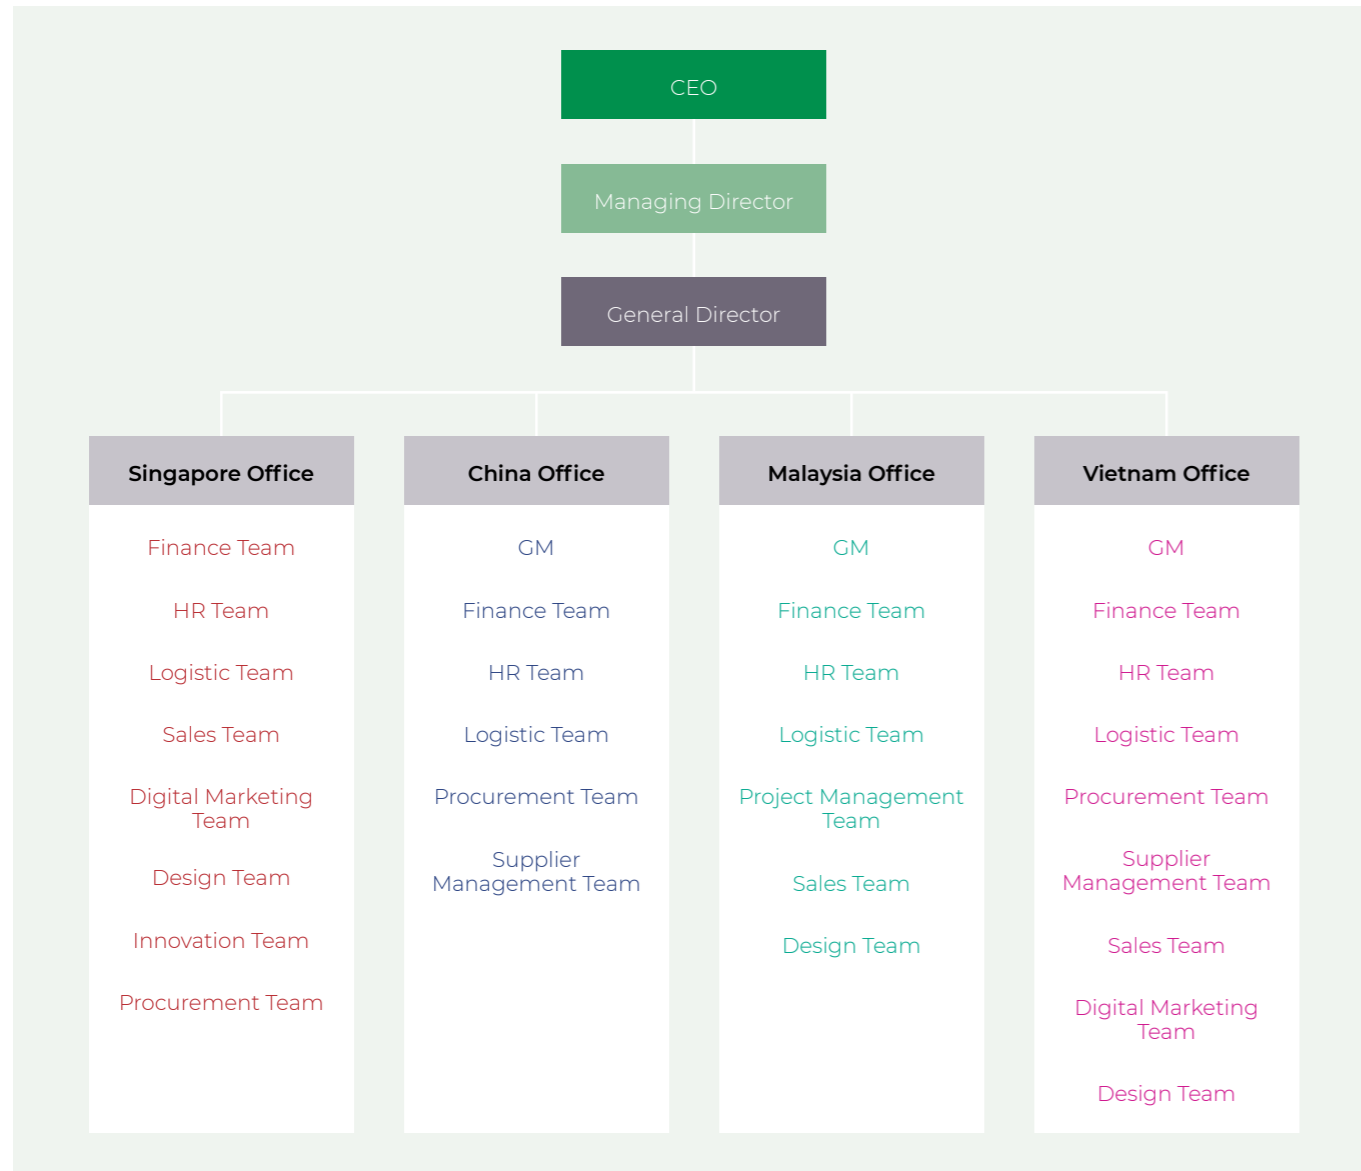 CEO
Managing Director
General Director
Singapore Office
Finance Team
HR Team
Logistic Team
Sales Team
Digital Marketing
Team
Design Team
Innovation Team
Procurement Team
China Office
GM
Finance Team
HR Team
Logistic Team
Procurement Team
Supplier
Management Team
Malaysia Office
GM
Finance Team
HR Team
Logistic Team
Project Management
Team
Sales Team
Design Team
Vietnam Office
GM
Finance Team
HR Team
Logistic Team
Procurement Team
Supplier
Management Team
Sales Team
Digital Marketing
Team
Design Team